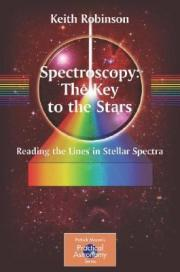 Keith Robinson
Spectroscopy:
The Key
to the Stars
Reading the Lines in Stellar Spectra
Patrick Moore's
Practical
Astronomy
Series